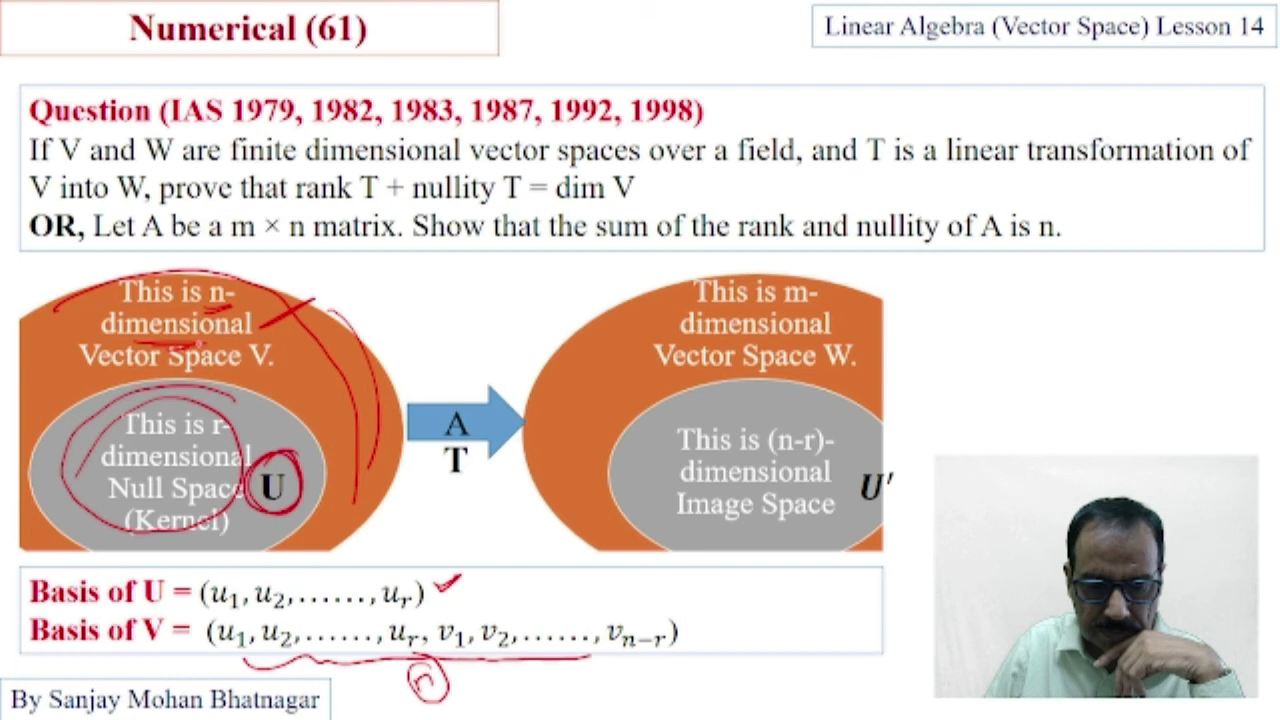 Numerical (61)
Linear Algebra (Vector Space) Lesson 14
Question (IAS 1979, 1982, 1983, 1987, 1992, 1998)
If V and W are finite dimensional vector spaces over a field, and T is a linear transformation of
V into W, prove that rank T + nullity T = dim V
OR, Let A be a m × n matrix. Show that the sum of the rank and nullity of A is n.
This is n-
dimensional
Vector Space V.
This is r-
dimensional
Null Space
(Kernel)
U
A
T
This is m-
dimensional
Vector Space W.
This is (n-r)-
dimensional
Image Space
U′
Basis of U = (u₁, u₂, ……, uᵣ)
Basis of V = (u₁, u₂, ……, uᵣ, v₁, v₂, ……, vₙ₋ᵣ)
By Sanjay Mohan Bhatnagar